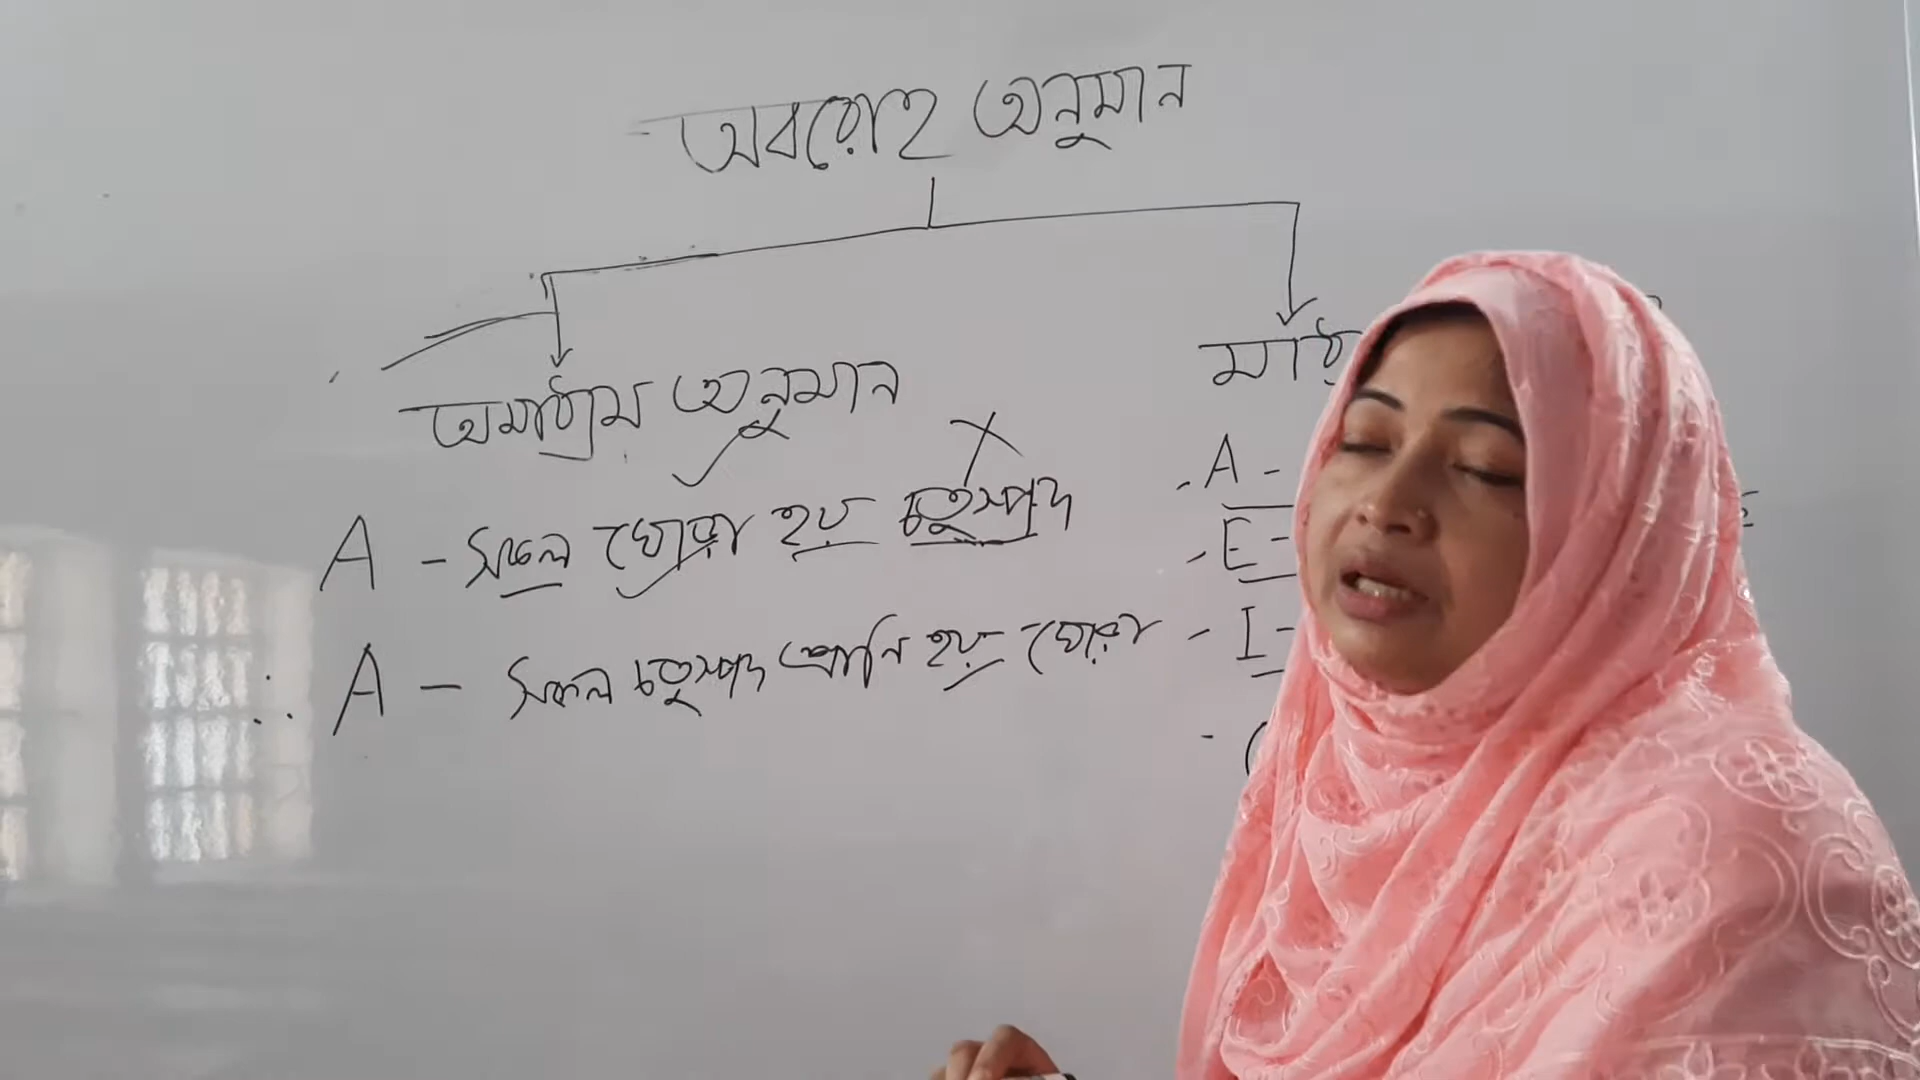 অবরোহ অনুমান
অমাধ্যম অনুমান
A - সকল ঘোরা হয় চতুষ্পদ
∴ A - সকল চতুষ্পদ প্রানি হয় ঘোরা
A -
E -
I -